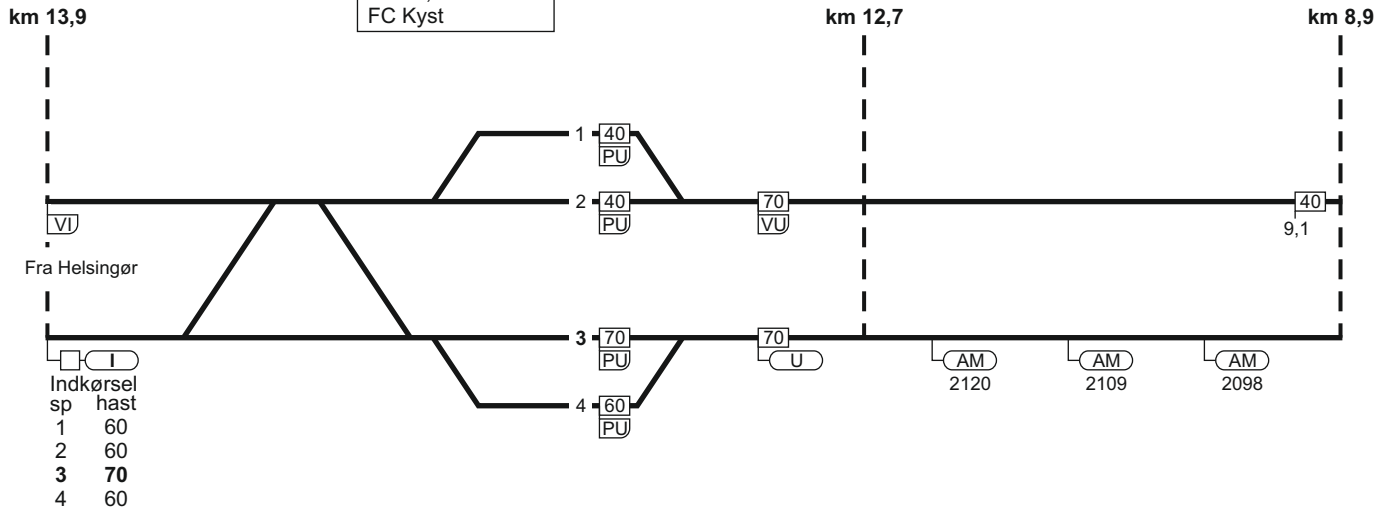 km 13,9
FC Kyst
km 12,7
km 8,9
1 40
PU
2 40
PU
70
VU
40
9,1
VI
Fra Helsingør
3 70
PU
70
U
I
AM
2120
AM
2109
AM
2098
4 60
PU
Indkørsel
sp hast
1 60
2 60
3 70
4 60